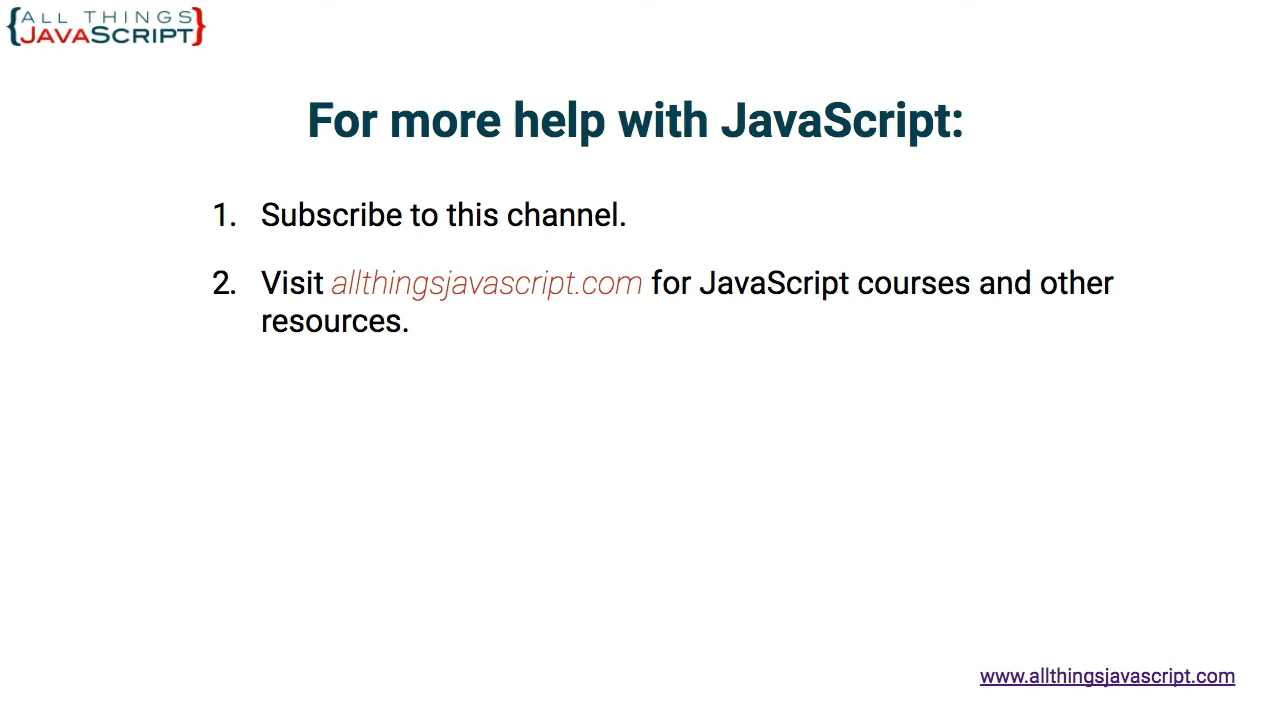 {ALL THINGS
JAVASCRIPT}
For more help with JavaScript:
1. Subscribe to this channel.
2. Visit allthingsjavascript.com for JavaScript courses and other
resources.
www.allthingsjavascript.com